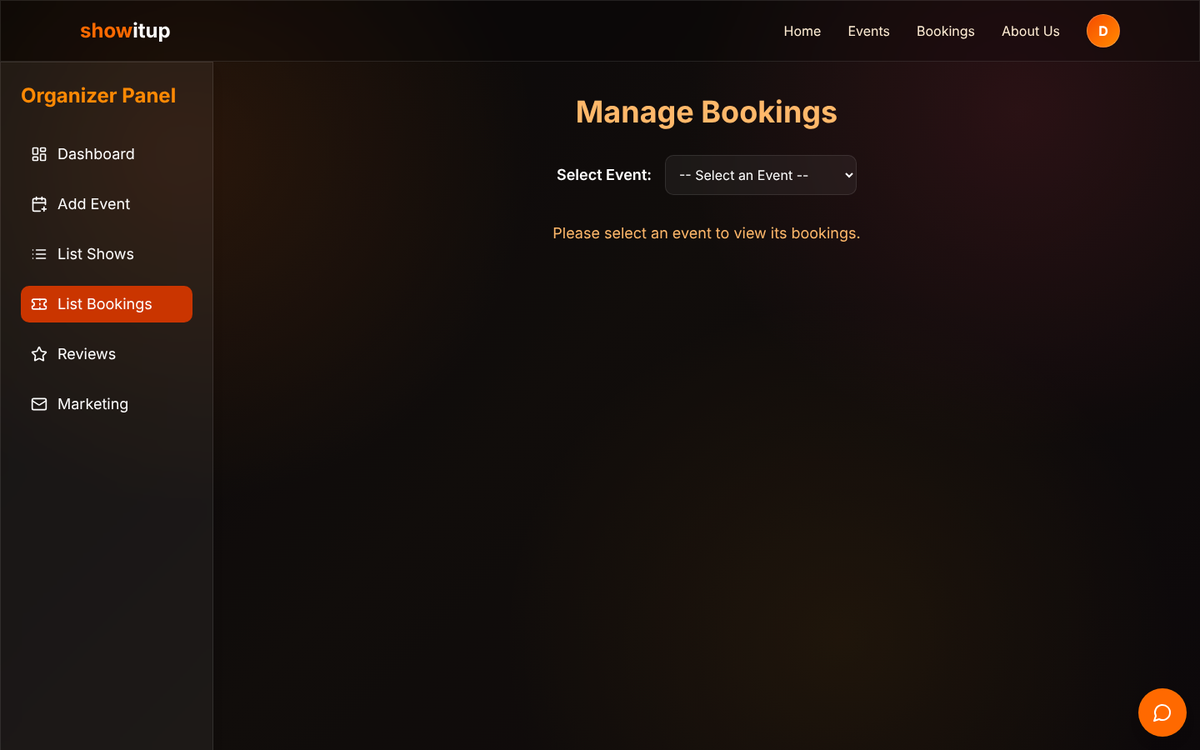 showitup
Home
Events
Bookings
About Us
D
Organizer Panel
Dashboard
Add Event
List Shows
List Bookings
Reviews
Marketing
Manage Bookings
Select Event:
-- Select an Event --
Please select an event to view its bookings.